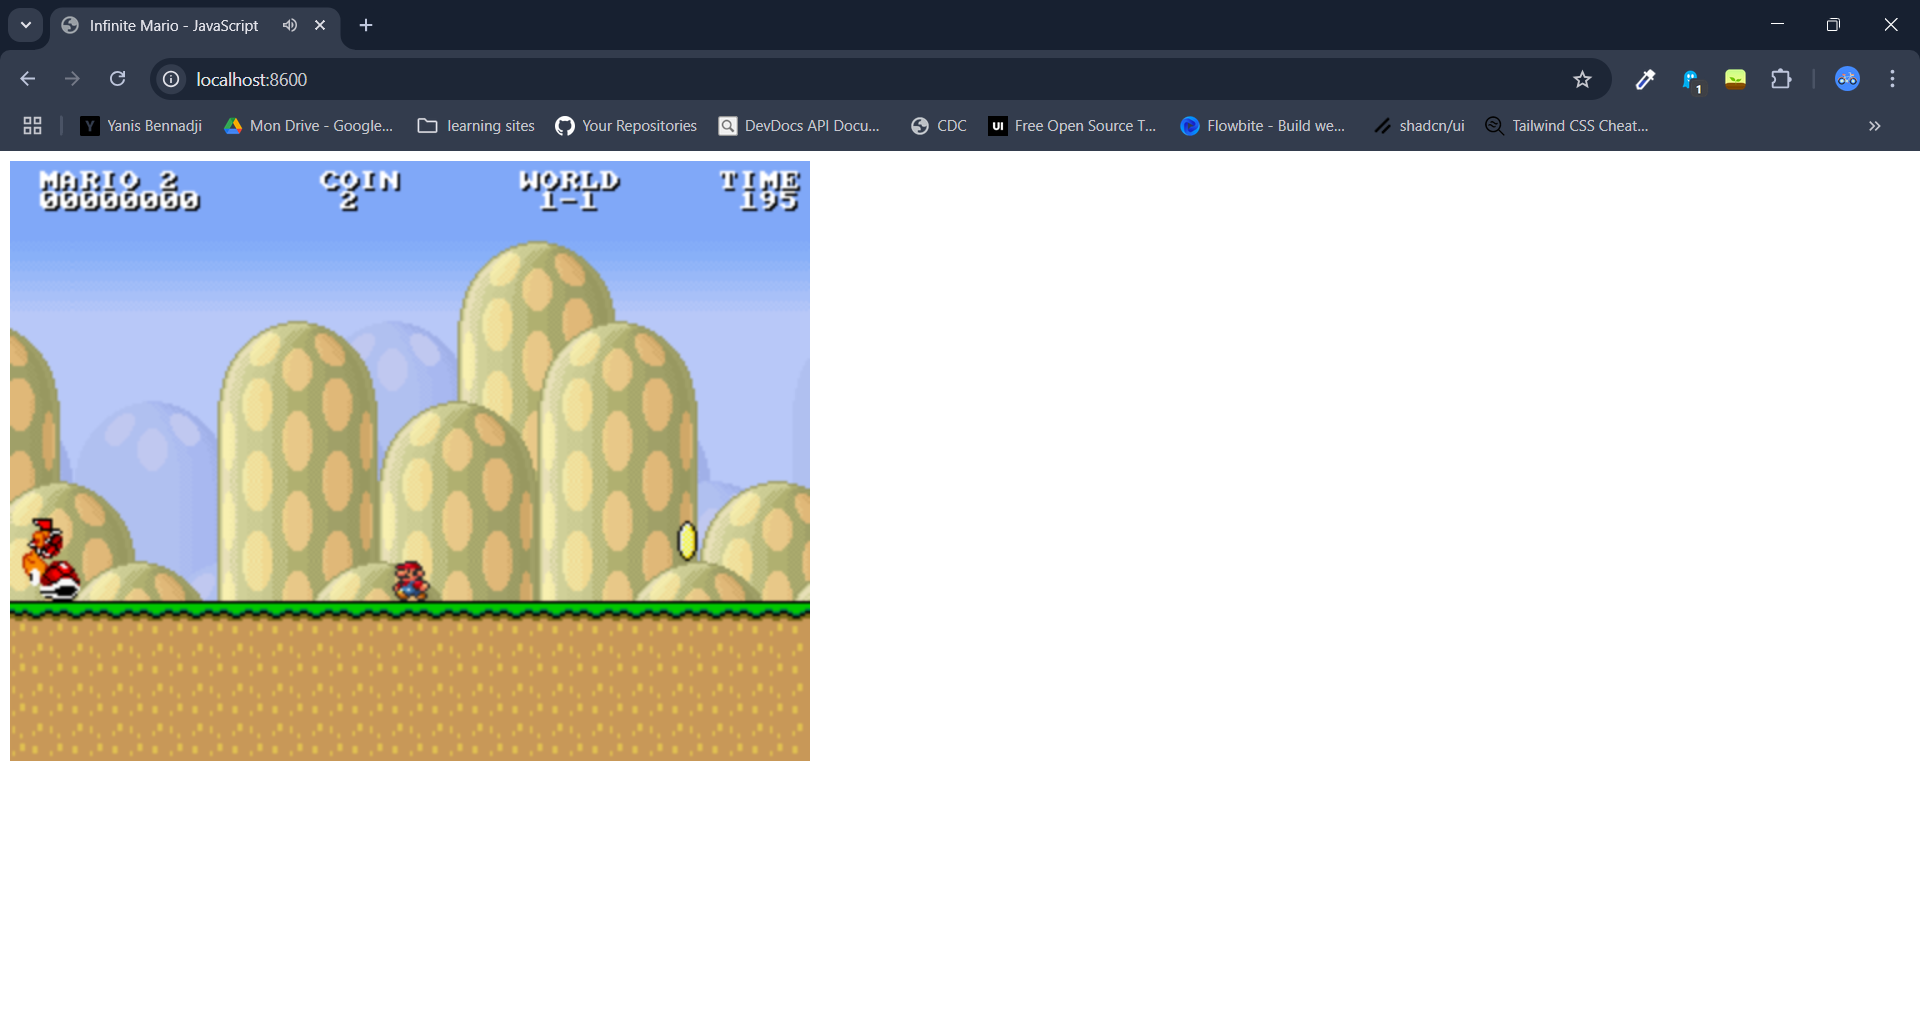 Infinite Mario - JavaScript
localhost:8600
1
Y Yanis Bennadji Mon Drive - Google... learning sites Your Repositories DevDocs API Docu... CDC UI Free Open Source T... Flowbite - Build we... shadcn/ui Tailwind CSS Cheat...
MARIO 2 COIN WORLD TIME
00000000 2 1-1 195